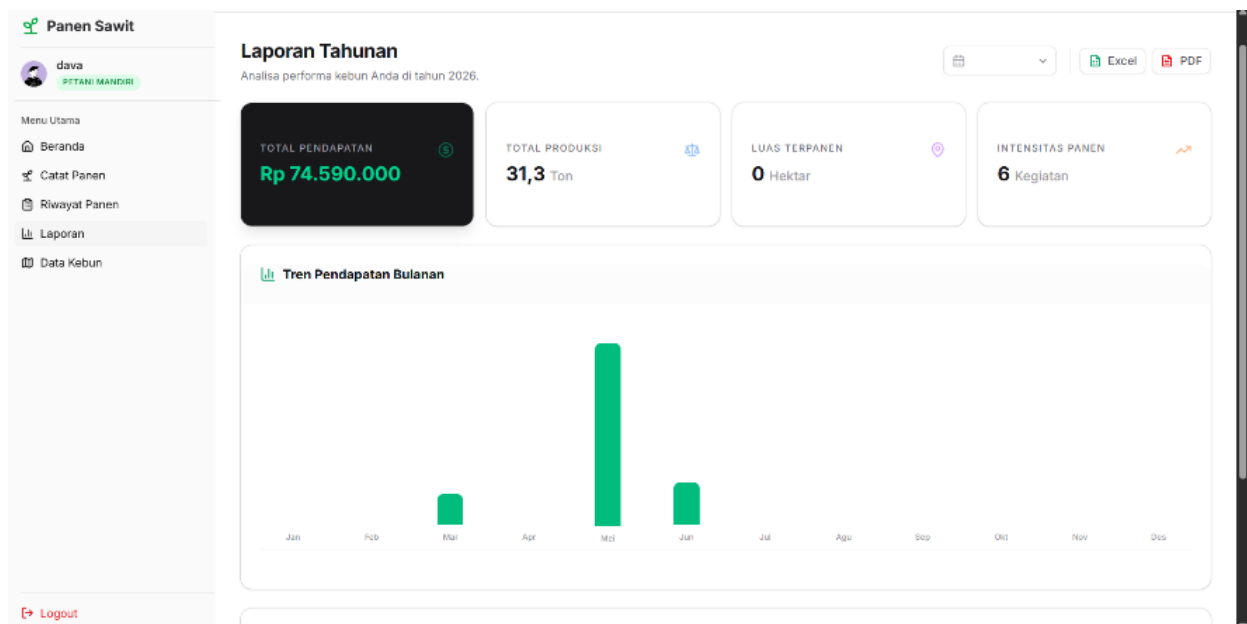 Panen Sawit
dava
PETANI MANDIRI
Menu Utama
Beranda
Catat Panen
Riwayat Panen
Laporan
Data Kebun
Logout
Laporan Tahunan
Analisa performa kebun Anda di tahun 2026.
Excel
PDF
TOTAL PENDAPATAN
Rp 74.590.000
TOTAL PRODUKSI
31,3 Ton
LUAS TERPANEN
0 Hektar
INTENSITAS PANEN
6 Kegiatan
Tren Pendapatan Bulanan
Jan Feb Mar Apr Mei Jun Jul Agu Sep Okt Nov Des